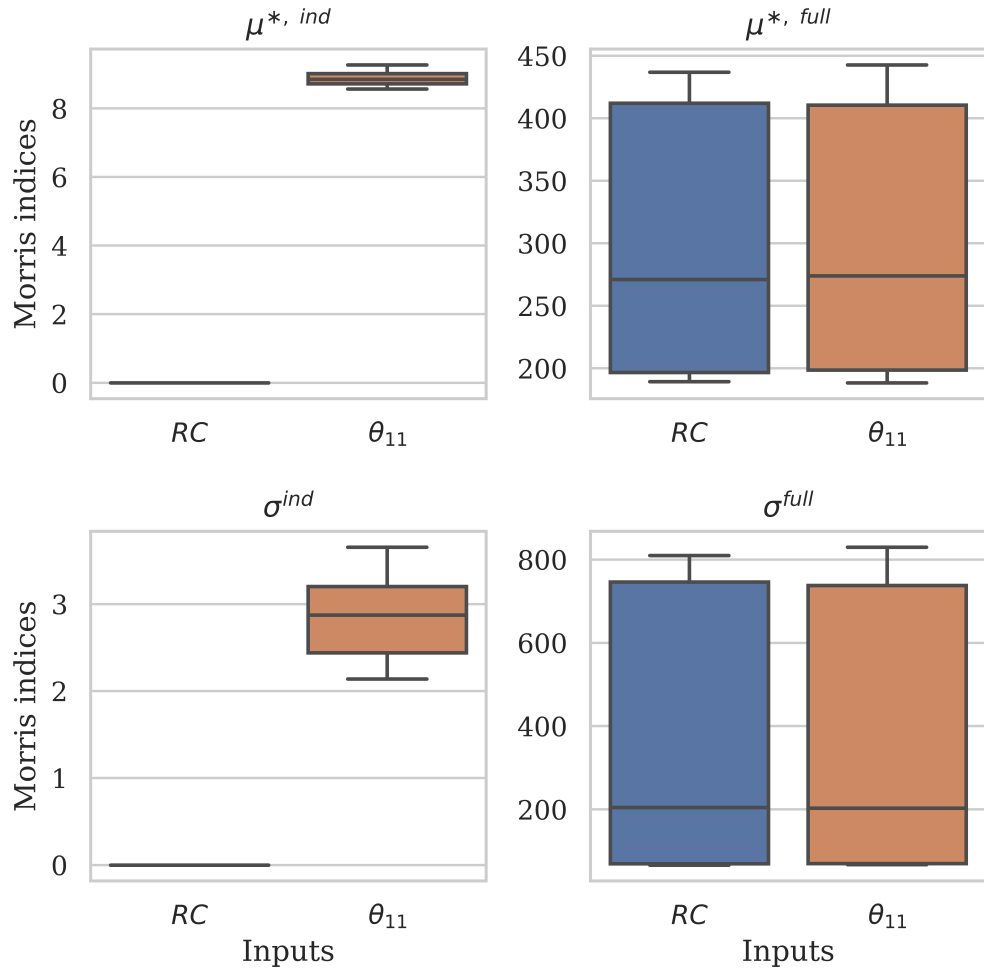 μ*, ind
Morris indices
8
6
4
2
0
RC θ₁₁
μ*, full
450
400
350
300
250
200
RC θ₁₁
σind
Morris indices
3
2
1
0
RC θ₁₁
Inputs
σfull
800
600
400
200
RC θ₁₁
Inputs